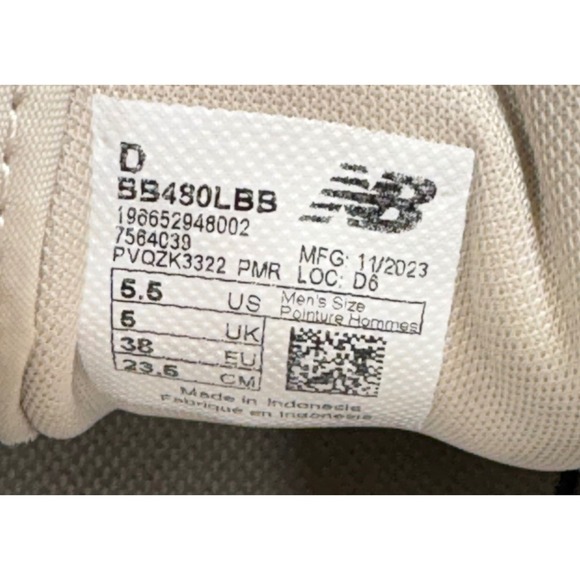 D
BB480LBB
196652948002
7564039
PVQZK3322 PMR
NB
MFG: 11/2023
LOC: D6
5.5 US
Men's Size
Pointure Hommes
5 UK
38 EU
23.5 CM
Made in Indonesia
Fabriqué en Indonésie